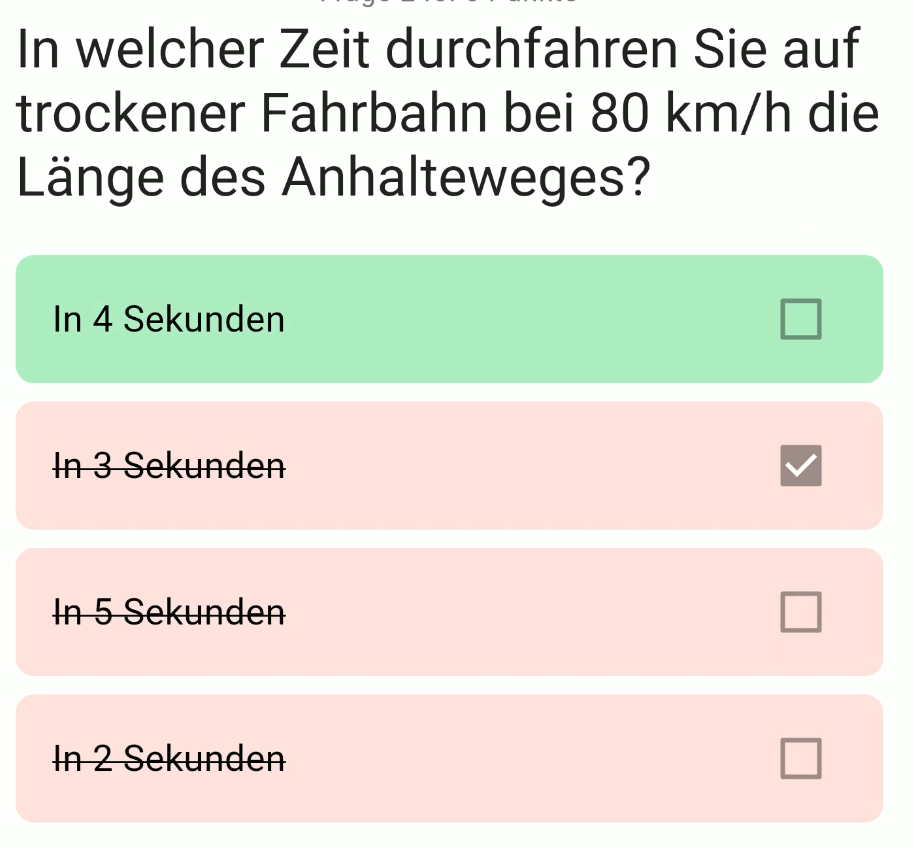 In welcher Zeit durchfahren Sie auf
trockener Fahrbahn bei 80 km/h die
Länge des Anhalteweges?
In 4 Sekunden
In 3 Sekunden
In 5 Sekunden
In 2 Sekunden